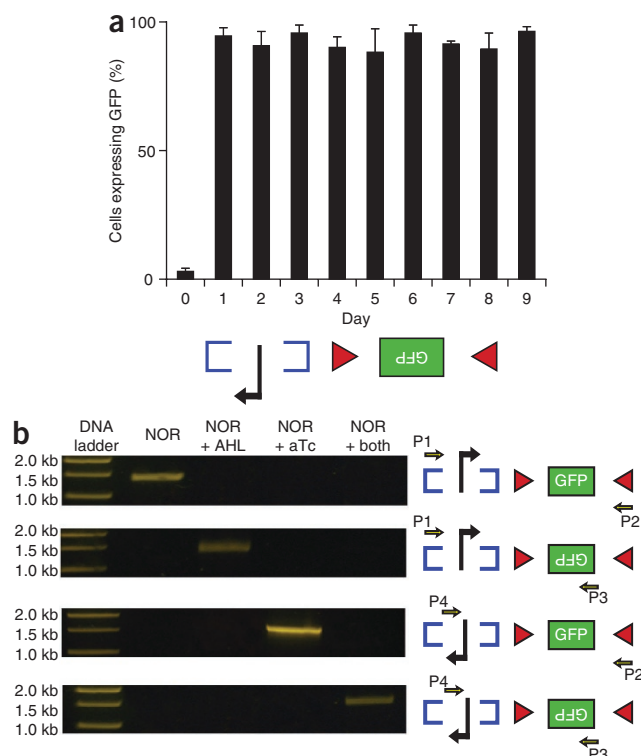 a
Cells expressing GFP (%)
100
50
0
0 1 2 3 4 5 6 7 8 9
Day
GFP
b
DNA ladder
NOR
NOR + AHL
NOR + aTc
NOR + both
2.0 kb
1.5 kb
1.0 kb
P1
GFP
P2
2.0 kb
1.5 kb
1.0 kb
P1
GFP
P3
2.0 kb
1.5 kb
1.0 kb
P4
GFP
P2
2.0 kb
1.5 kb
1.0 kb
P4
GFP
P3